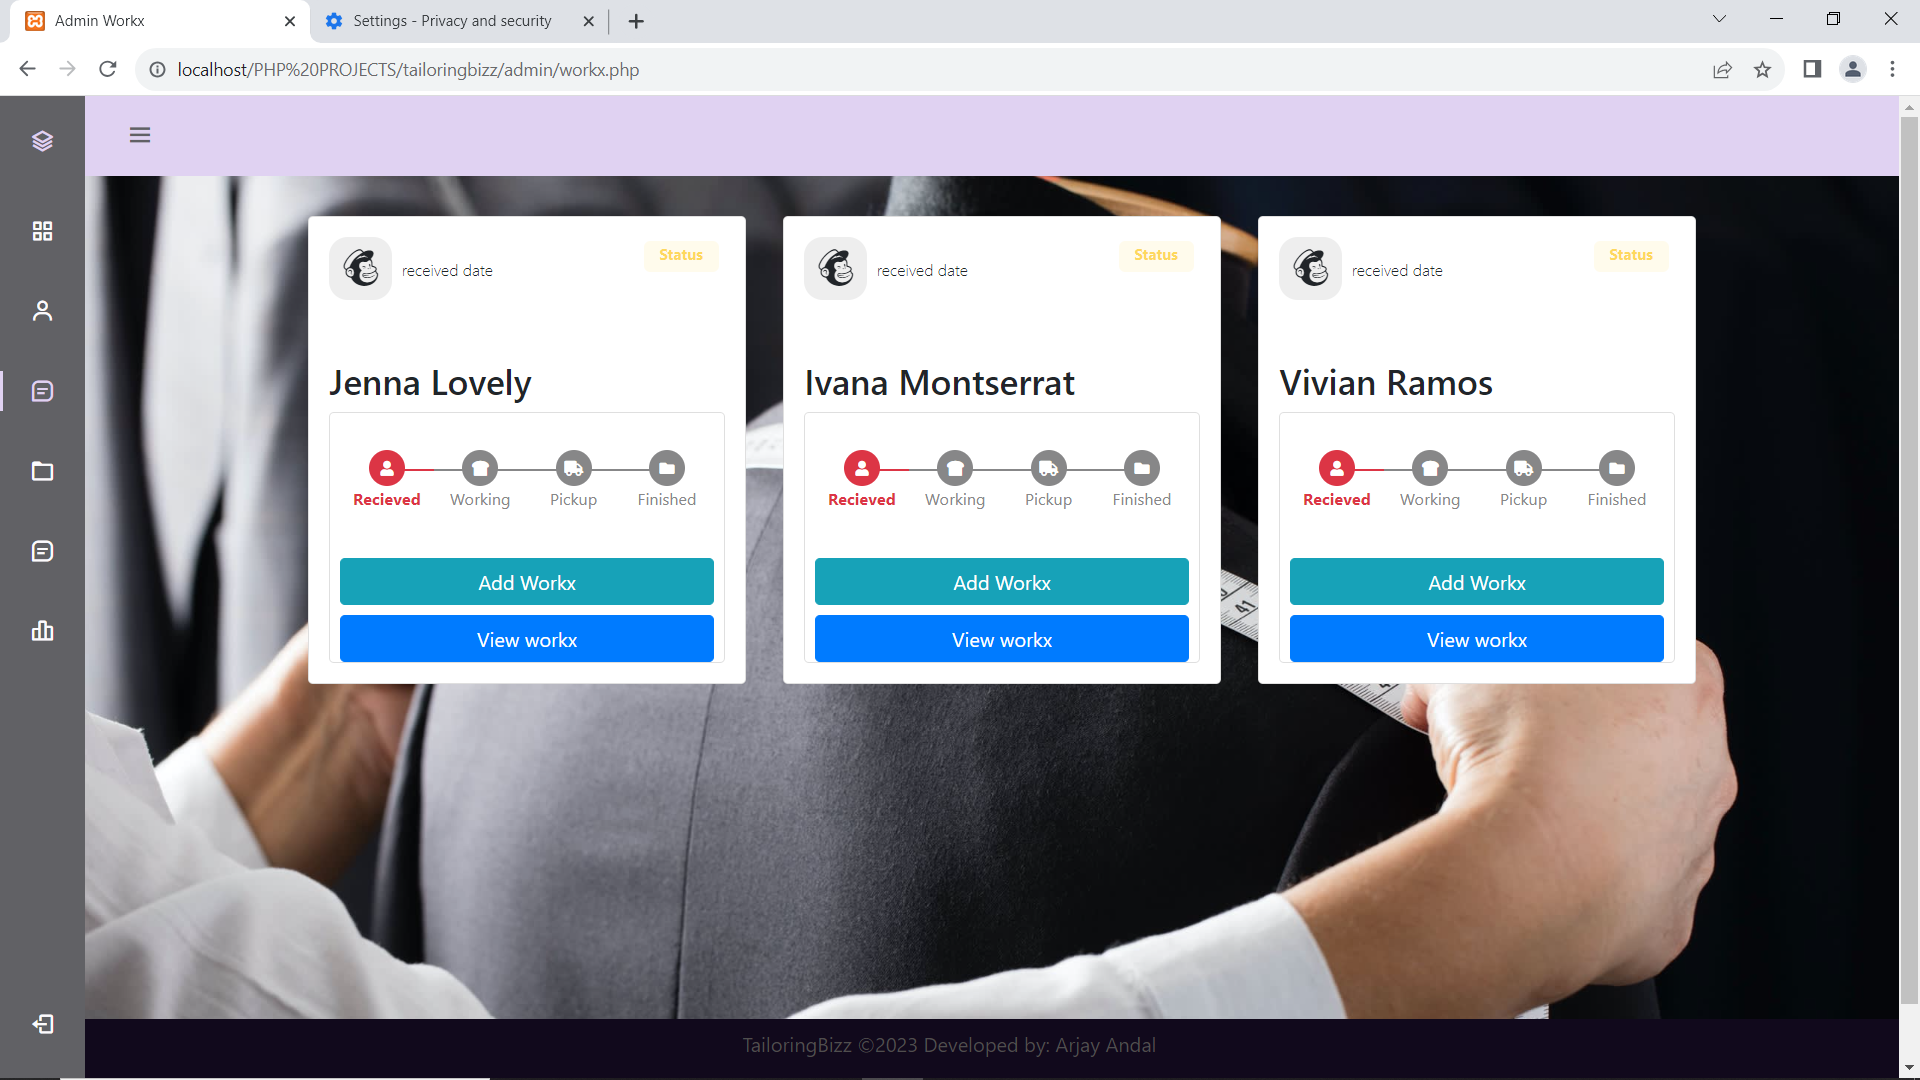 Admin Workx
Settings - Privacy and security
localhost/PHP%20PROJECTS/tailoringbizz/admin/workx.php
received date
Status
Jenna Lovely
Recieved
Working
Pickup
Finished
Add Workx
View workx
received date
Status
Ivana Montserrat
Recieved
Working
Pickup
Finished
Add Workx
View workx
received date
Status
Vivian Ramos
Recieved
Working
Pickup
Finished
Add Workx
View workx
41
TailoringBizz ©2023 Developed by: Arjay Andal